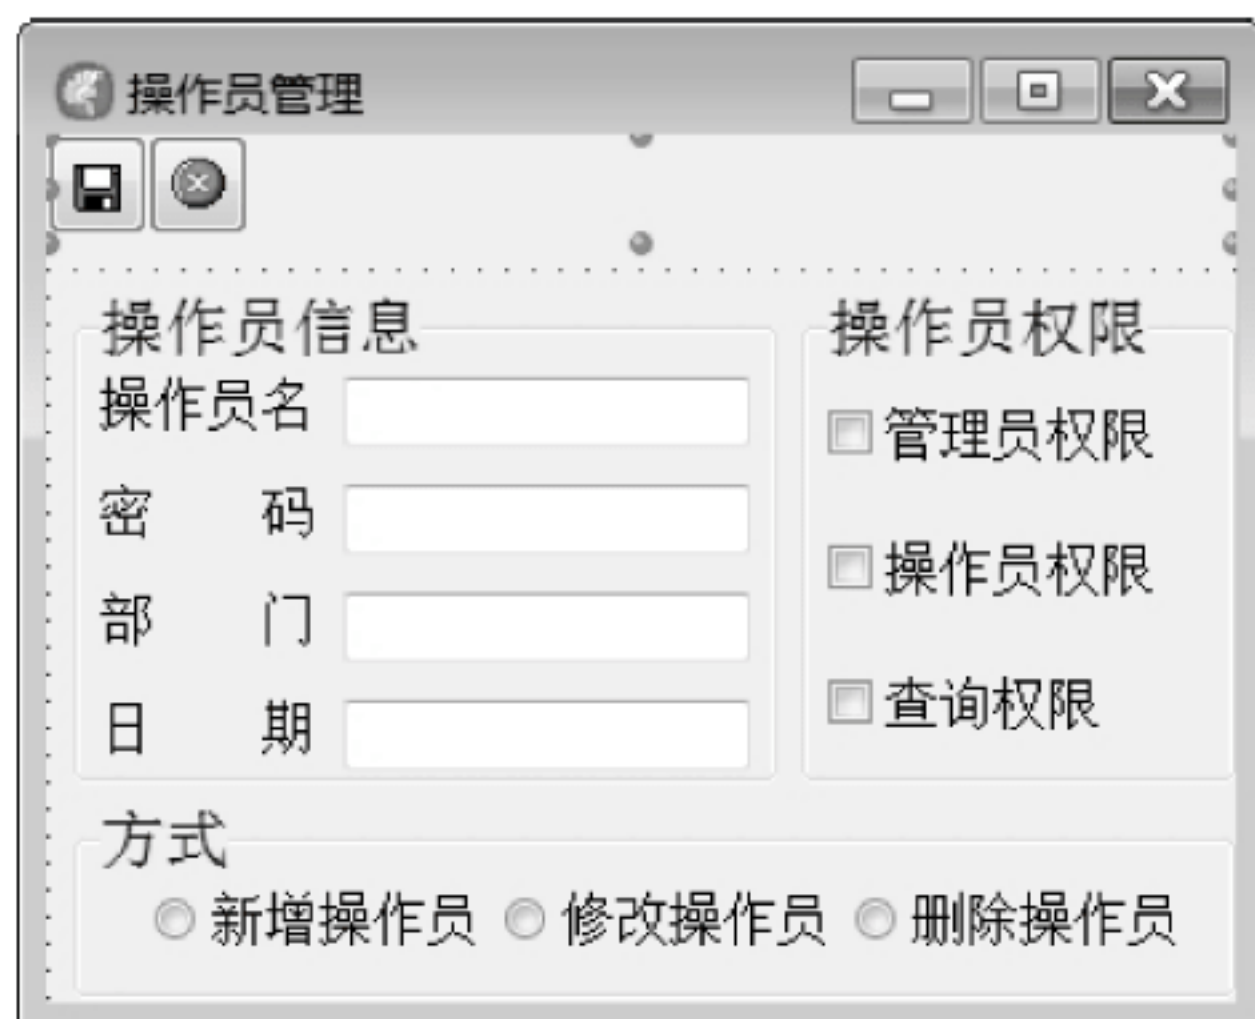 操作员管理
操作员信息
操作员名
密 码
部 门
日 期
操作员权限
管理员权限
操作员权限
查询权限
方式
新增操作员 修改操作员 删除操作员